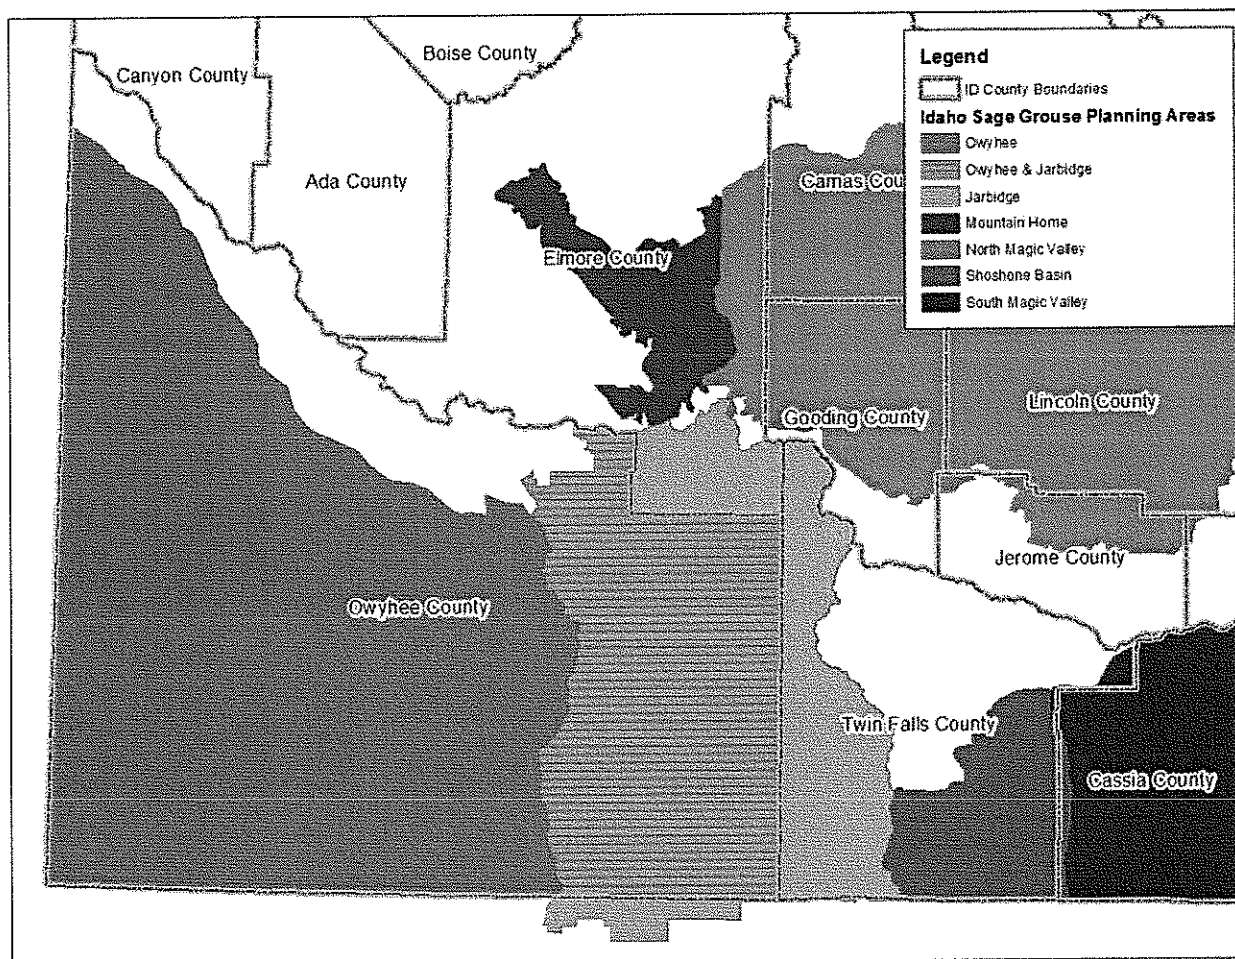 Boise County
Canyon County
Ada County
Camas Cou
Elmore County
Gooding County
Lincoln County
Jerome County
Owyhee County
Twin Falls County
Cassia County
Legend
ID County Boundaries
Idaho Sage Grouse Planning Areas
Owyhee
Owyhee & Jarbidge
Jarbidge
Mountain Home
North Magic Valley
Shoshone Basin
South Magic Valley